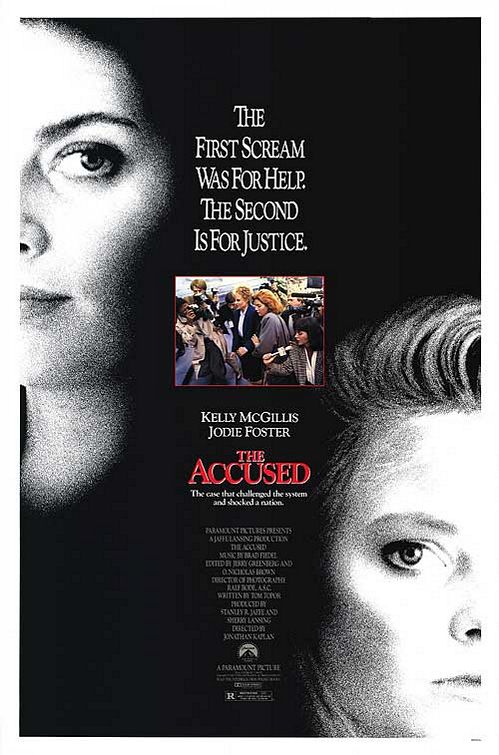 THE
FIRST SCREAM
WAS FOR HELP.
THE SECOND
IS FOR JUSTICE.
KELLY McGILLIS
JODIE FOSTER
THE
ACCUSED
The case that challenged the system
and shocked a nation.
PARAMOUNT PICTURES PRESENTS
A JAFFE/LANSING PRODUCTION
THE ACCUSED
MUSIC BY BRAD FIEDEL
EDITED BY JERRY GREENBERG AND
O. NICHOLAS BROWN
DIRECTOR OF PHOTOGRAPHY
RALF BODE, A.S.C.
WRITTEN BY TOM TOPOR
PRODUCED BY
STANLEY R. JAFFE AND
SHERRY LANSING
DIRECTED BY
JONATHAN KAPLAN
A PARAMOUNT PICTURE
R